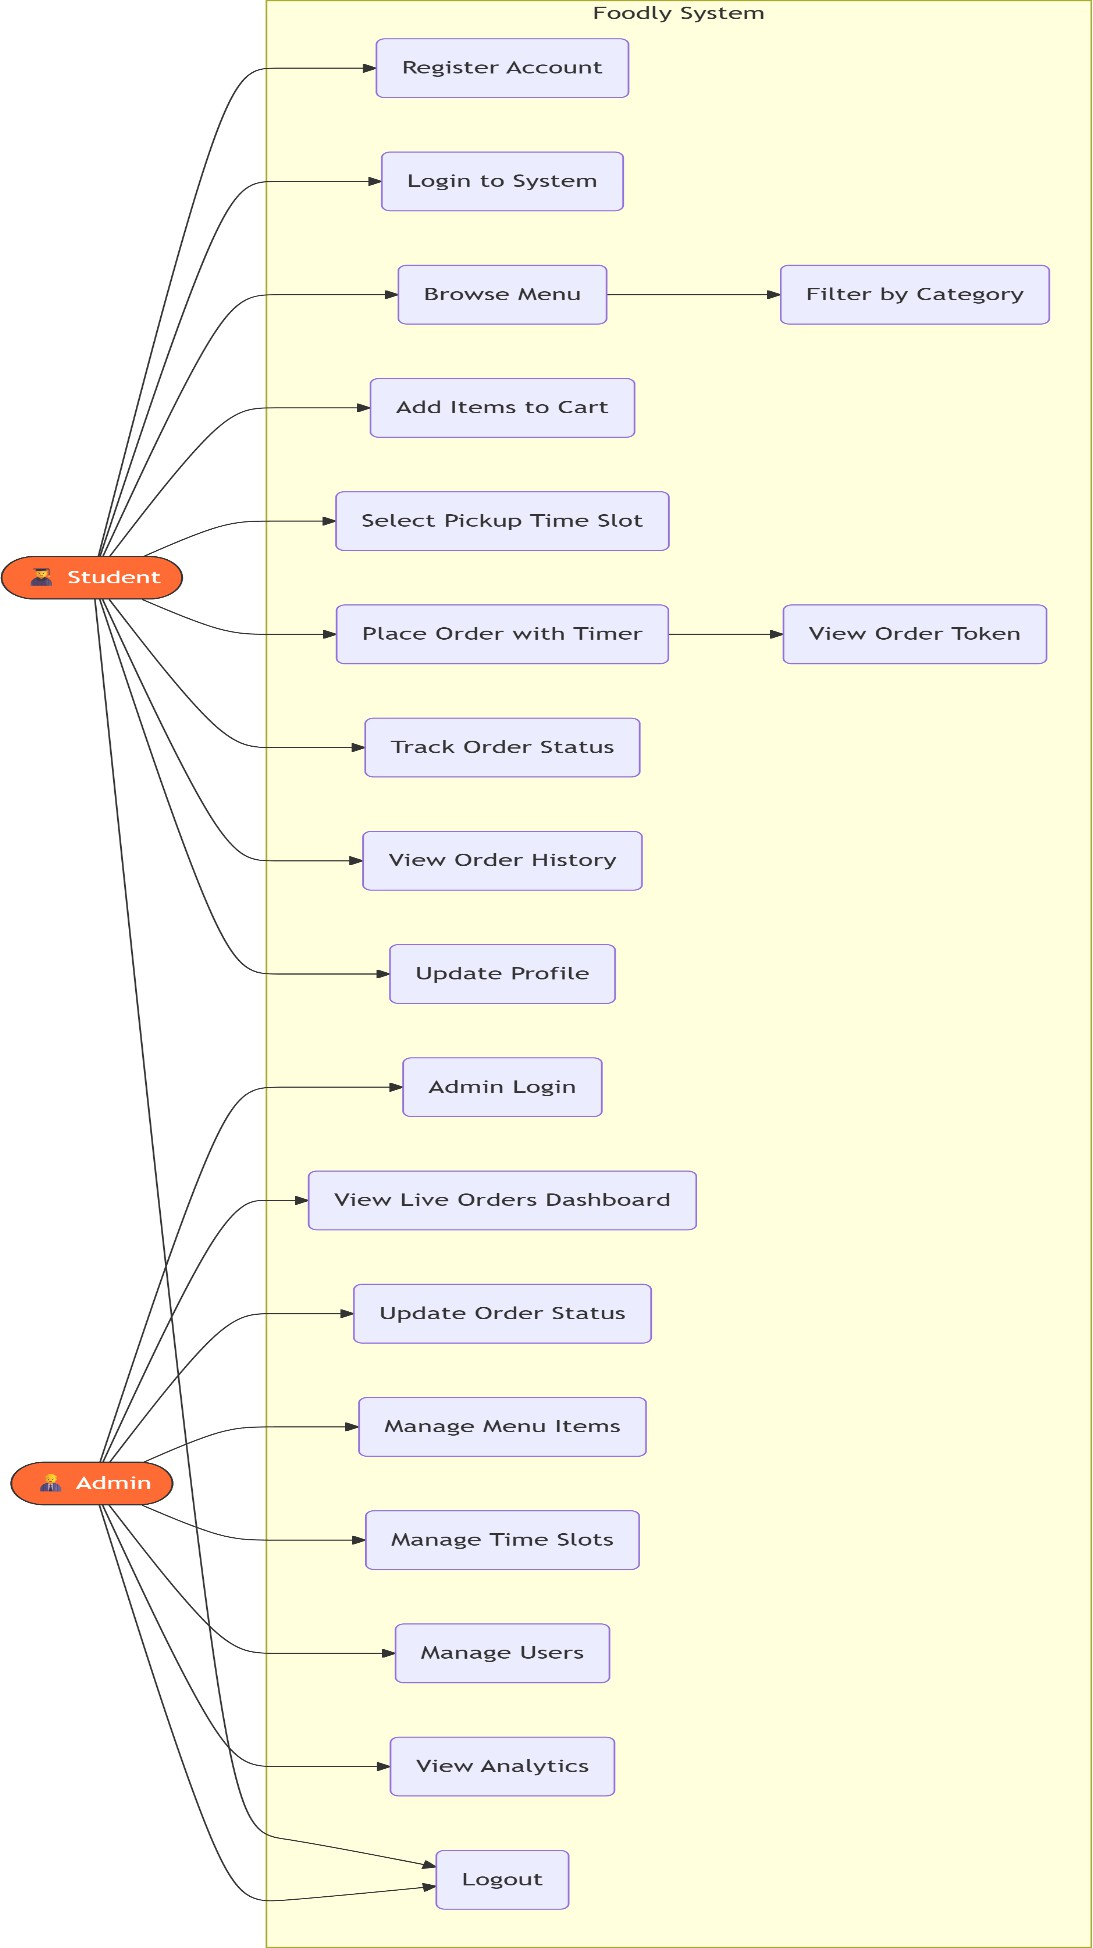 Foodly System
Register Account
Login to System
Browse Menu
Filter by Category
Add Items to Cart
Select Pickup Time Slot
Student
Place Order with Timer
View Order Token
Track Order Status
View Order History
Update Profile
Admin Login
View Live Orders Dashboard
Update Order Status
Manage Menu Items
Admin
Manage Time Slots
Manage Users
View Analytics
Logout